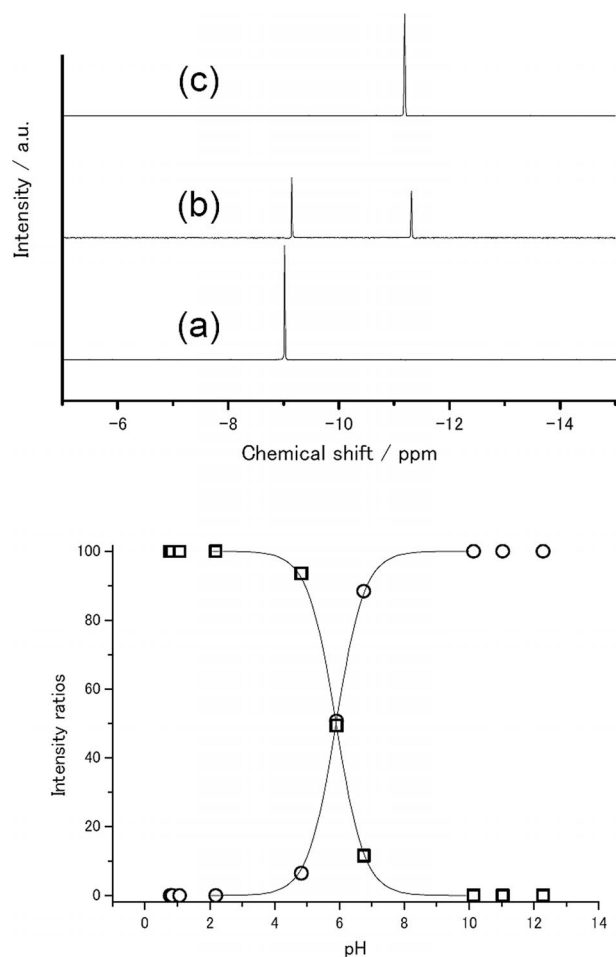 (c)
(b)
(a)
Intensity / a.u.
-6 -8 -10 -12 -14
Chemical shift / ppm
100
80
60
40
20
0
Intensity ratios
0 2 4 6 8 10 12 14
pH